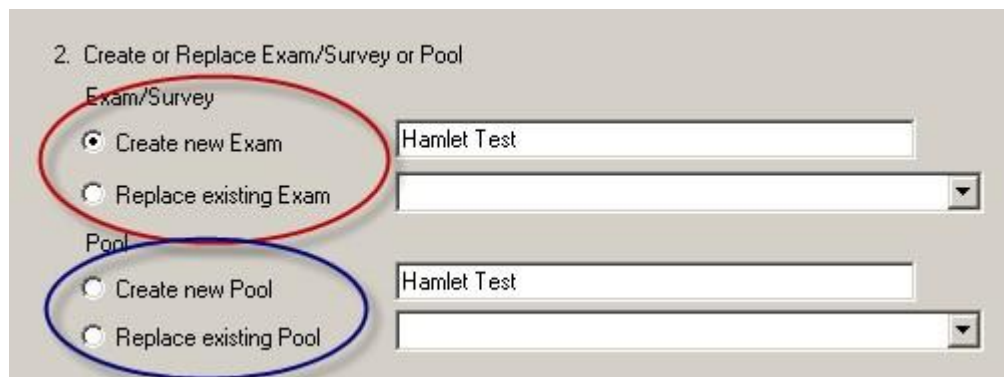 2. Create or Replace Exam/Survey or Pool
Exam/Survey
Create new Exam Hamlet Test
Replace existing Exam
Pool
Create new Pool Hamlet Test
Replace existing Pool